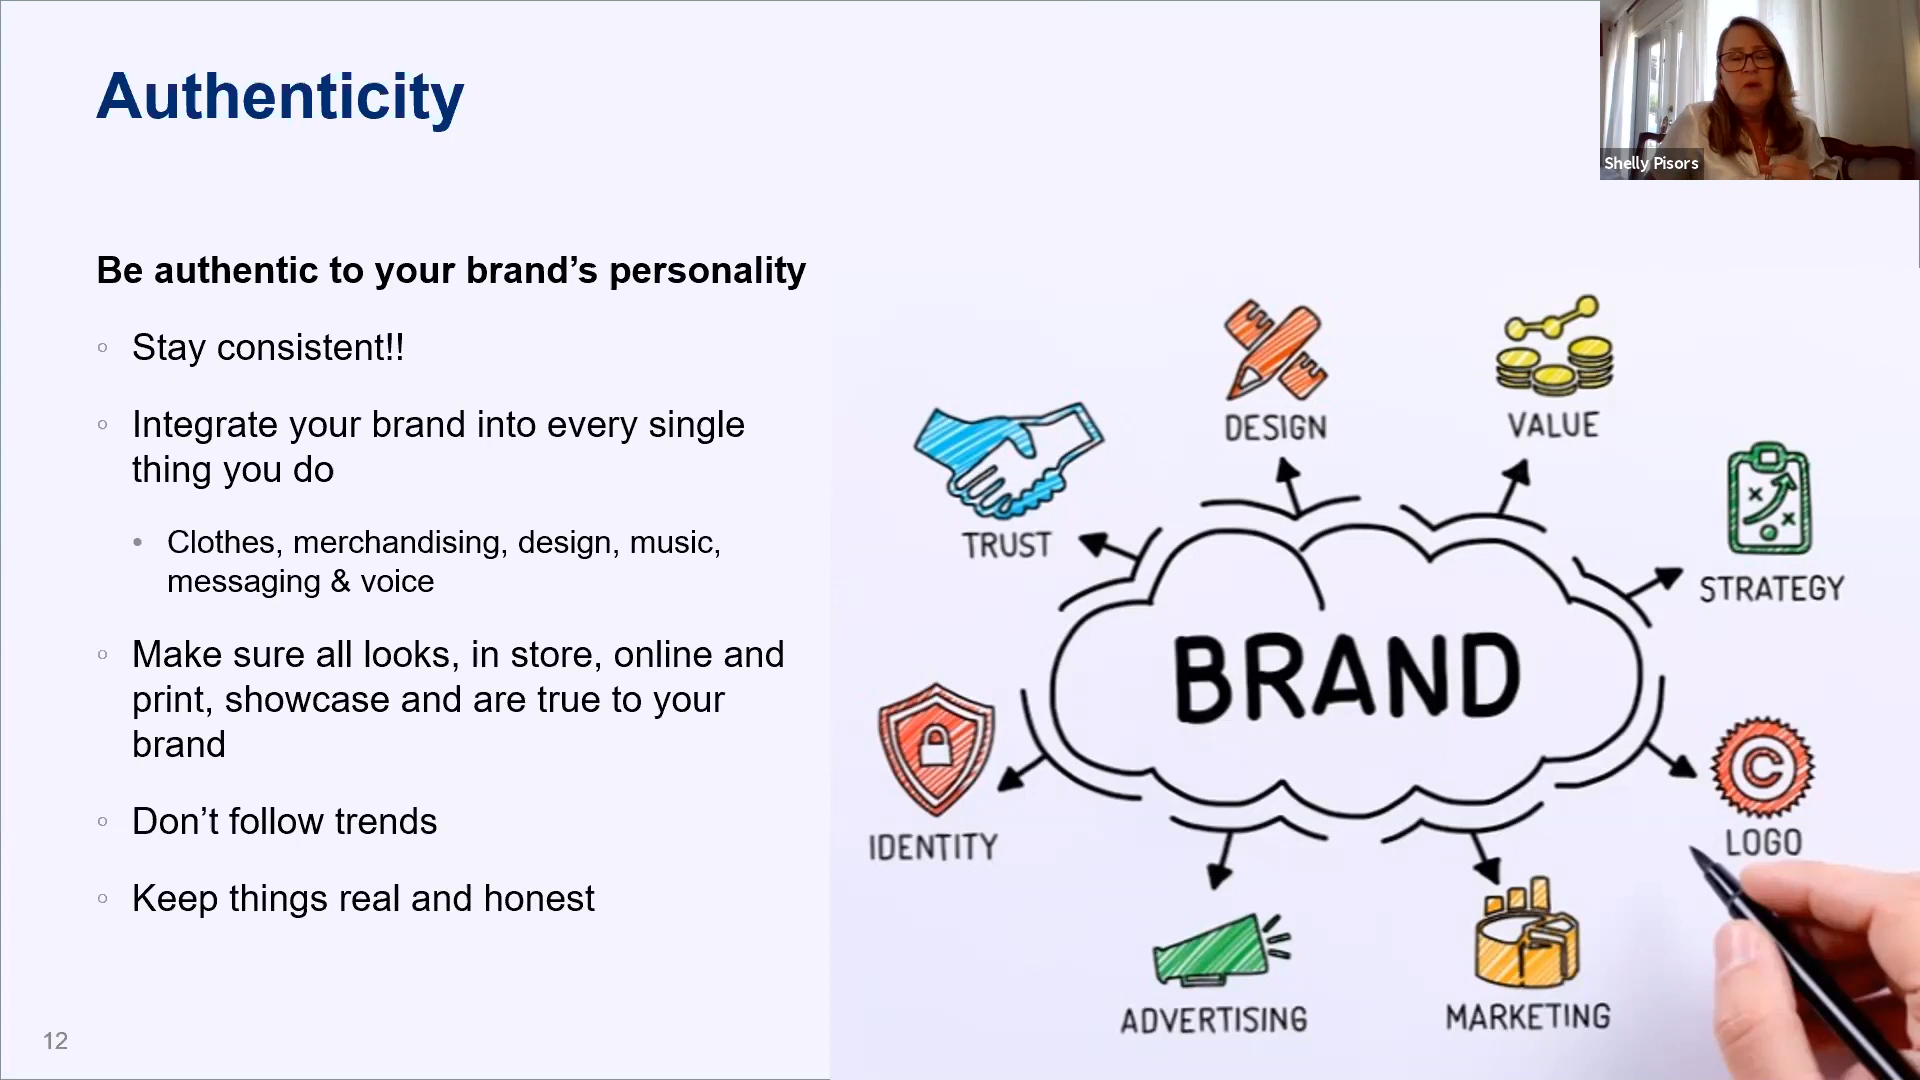 Authenticity
Shelly Pisors
Be authentic to your brand’s personality
Stay consistent!!
Integrate your brand into every single
thing you do
Clothes, merchandising, design, music,
messaging & voice
Make sure all looks, in store, online and
print, showcase and are true to your
brand
Don’t follow trends
Keep things real and honest
DESIGN
VALUE
TRUST
STRATEGY
BRAND
IDENTITY
C
LOGO
ADVERTISING
MARKETING
12